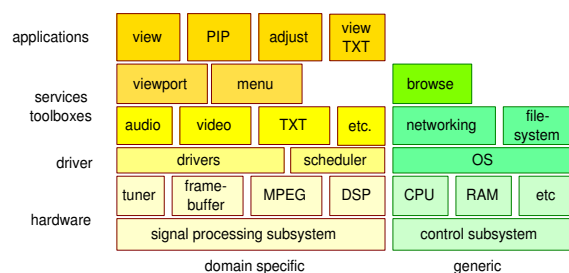 applications view PIP adjust view TXT
services viewport menu browse
toolboxes audio video TXT etc. networking file-system
driver drivers scheduler OS
hardware tuner frame-buffer MPEG DSP CPU RAM etc
signal processing subsystem control subsystem
domain specific generic